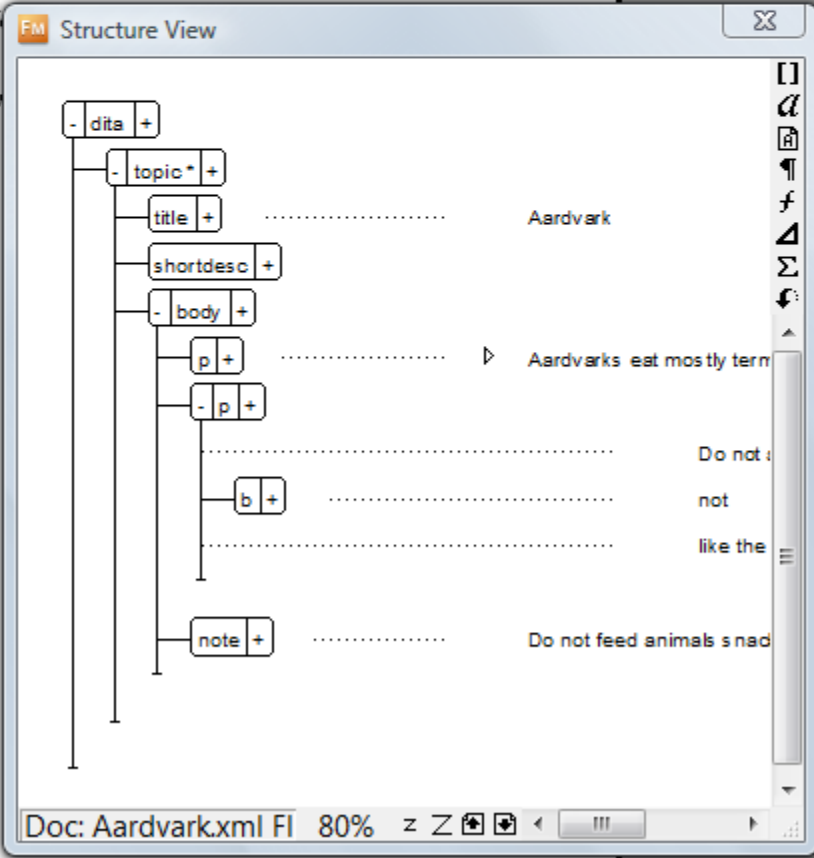 FM Structure View
- dita +
- topic * +
title + Aardvark
shortdesc +
- body +
p + Aardvarks eat mostly term
- p +
Do not
b + not
like the
note + Do not feed animals snac
Doc: Aardvark.xml Fl 80% z Z